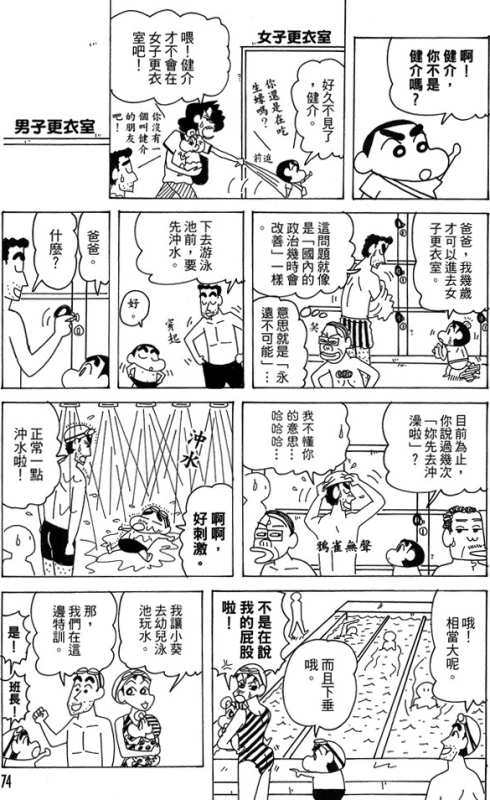 啊!
健介,
你不是
健介嗎?
女子更衣室
好久不見了
,健介。
你還是在吃
生蠔嗎?
前進
喂!健介
才不會在
女子更衣
室吧!
你沒有一
個叫健介
的朋友
吧!
男子更衣室
爸爸,我幾歲
才可以進去女
子更衣室。
這問題就像
是「國內的
政治幾時會
改善」一樣
意思就是「永
遠不可能」…
下去游泳
池前,要
先沖水。
好。
爸爸。
什麼?
目前為止,
你說過幾次
「妳先去沖
澡啦」?
我不懂你
的意思…
哈哈哈…
鴉雀無聲
沖水
啊啊,
好刺激。
正常一點
沖水啦!
哦!
相當大呢。
而且下垂
哦。
不是在說
我的屁股
啦!
我讓小葵
去幼兒泳
池玩水。
那,
我們在這
邊特訓。
是!
班長!
74